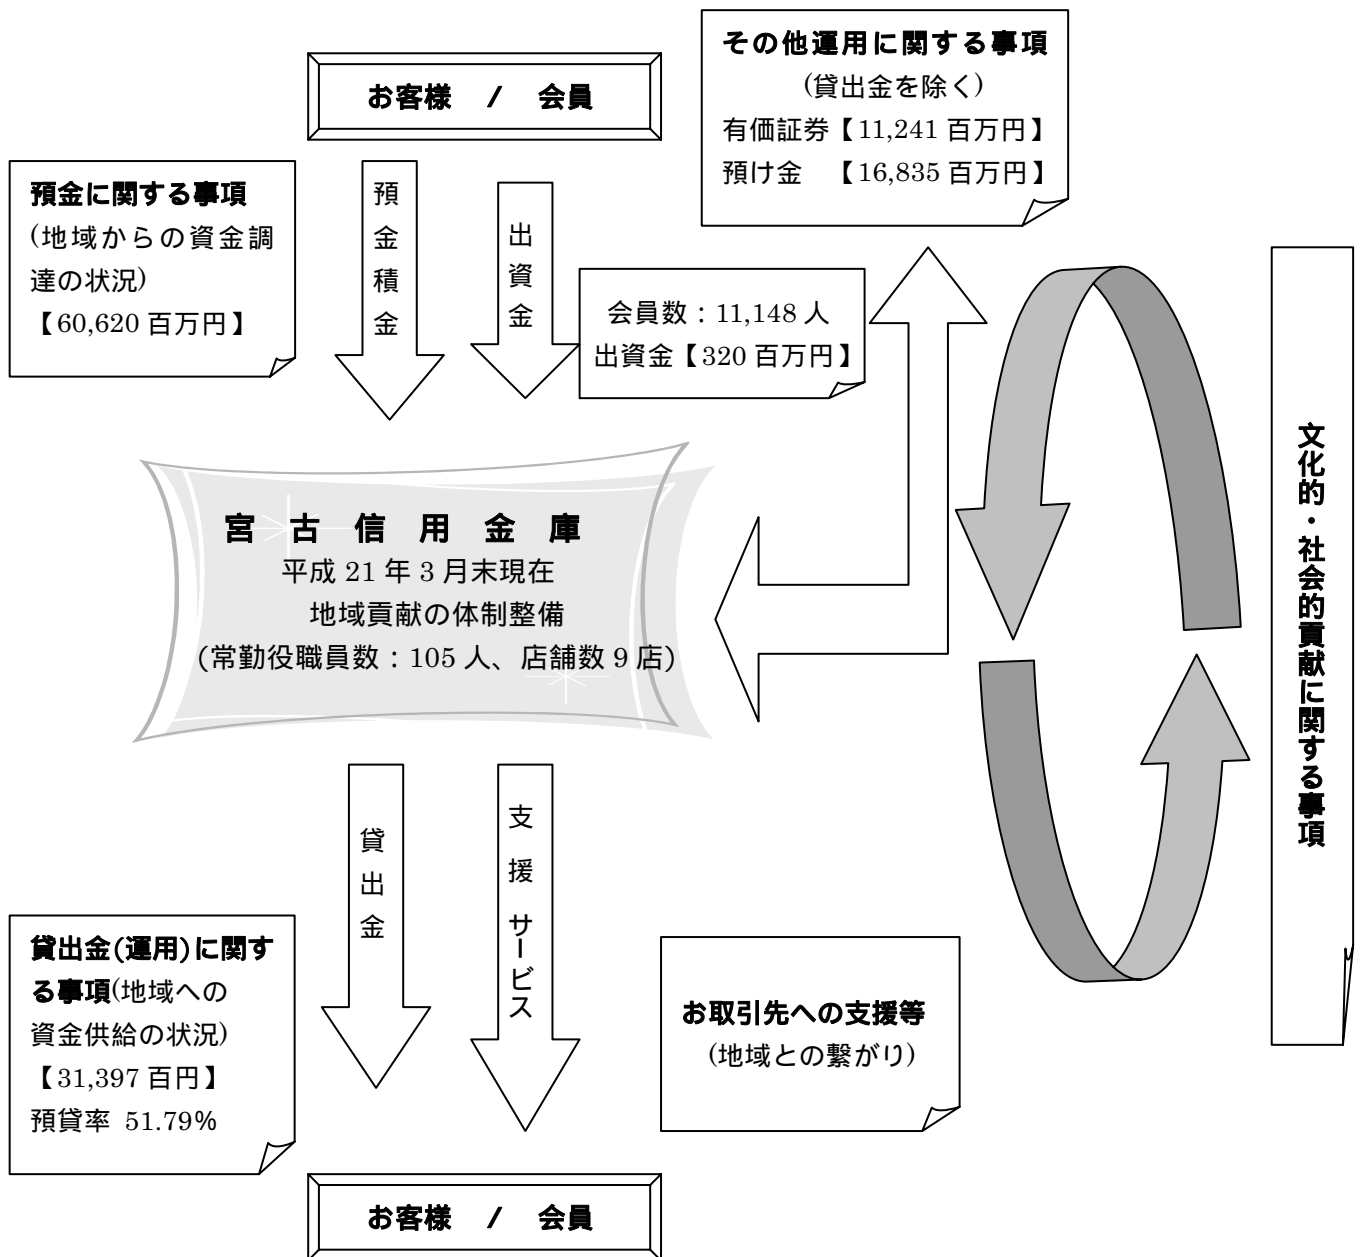 お客様 / 会員
その他運用に関する事項
(貸出金を除く)
有価証券【11,241 百万円】
預け金 【16,835 百万円】
預金に関する事項
(地域からの資金調
達の状況)
【60,620 百万円】
預金積金
出資金
会員数：11,148 人
出資金【320 百万円】
宮 古 信 用 金 庫
平成 21 年 3 月末現在
地域貢献の体制整備
(常勤役職員数：105 人、店舗数 9 店)
文化的・社会的貢献に関する事項
貸出金
支援 サービス
貸出金(運用)に関す
る事項(地域への
資金供給の状況)
【31,397 百円】
預貸率 51.79%
お取引先への支援等
(地域との繋がり)
お客様 / 会員